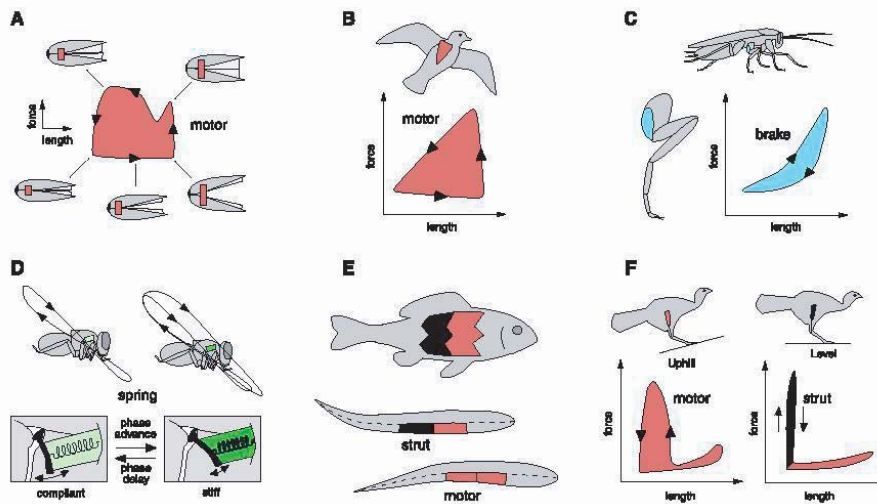 A
force
length
motor
B
motor
force
length
C
brake
force
length
D
spring
phase
advance
phase
delay
compliant
stiff
E
strut
motor
F
Uphill
Level
motor
force
length
strut
force
length